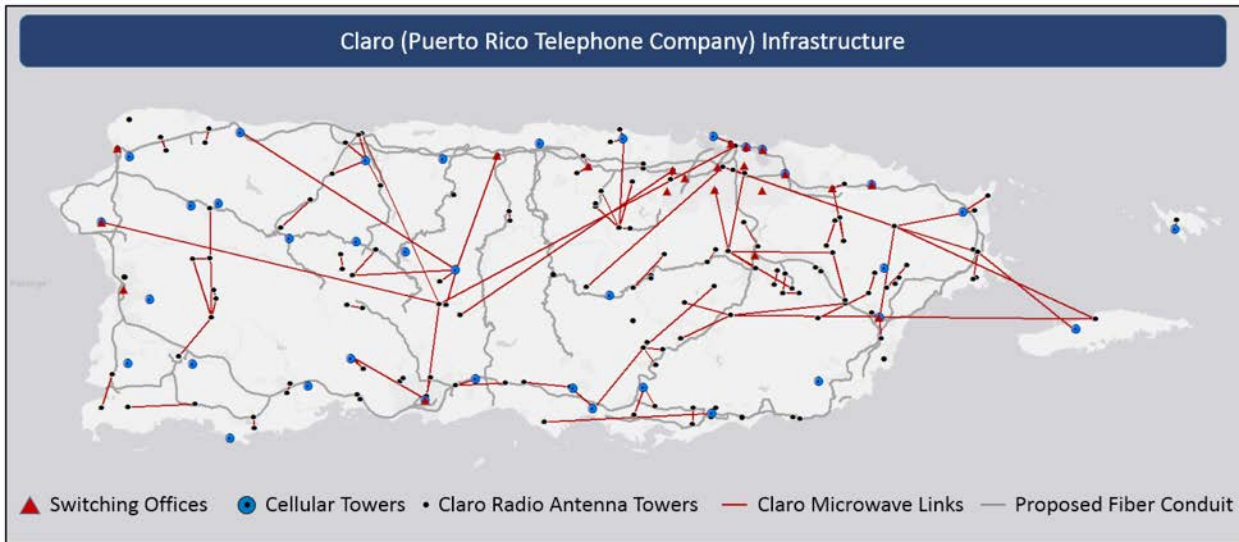 Claro (Puerto Rico Telephone Company) Infrastructure
Switching Offices Cellular Towers Claro Radio Antenna Towers Claro Microwave Links Proposed Fiber Conduit